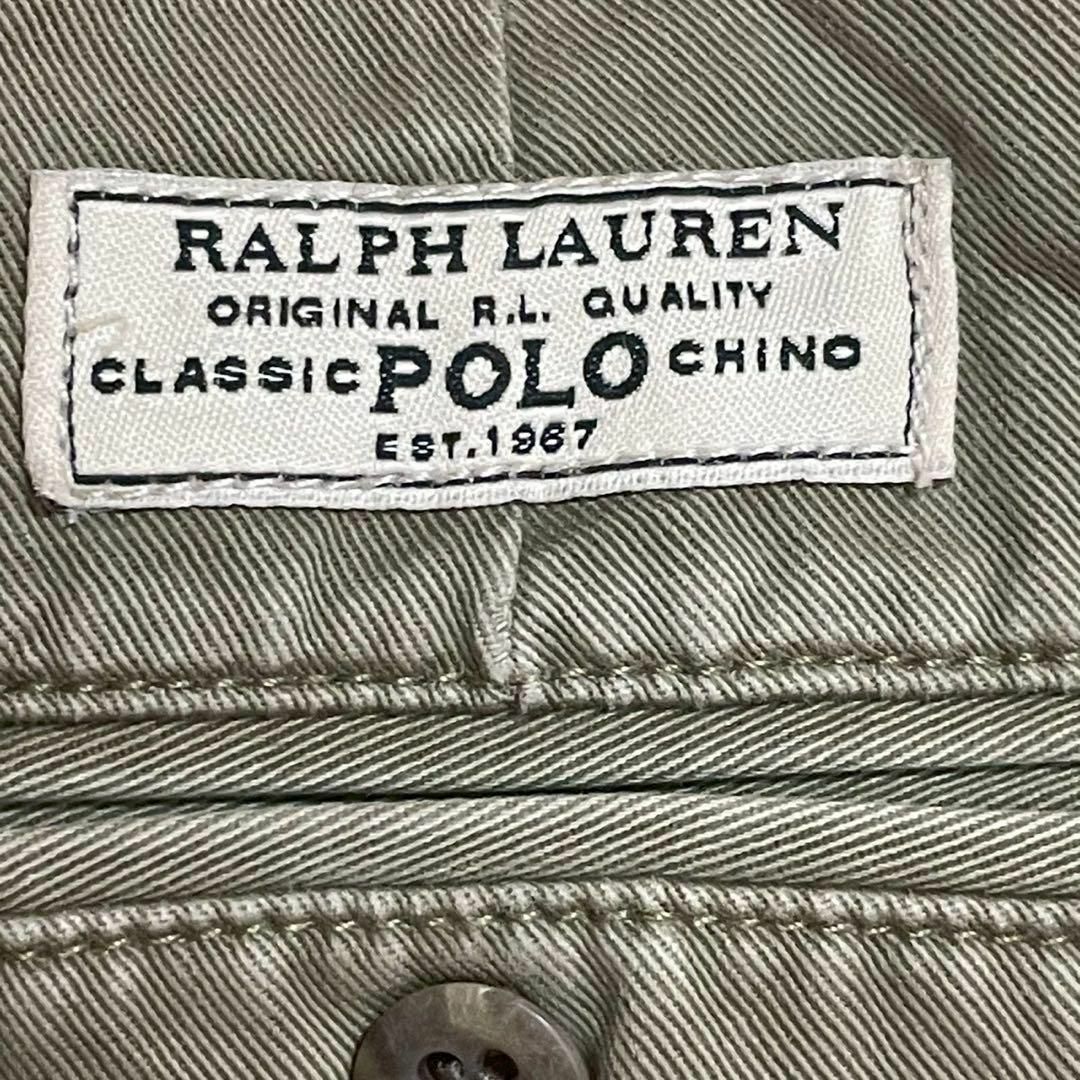 RALPH LAUREN
ORIGINAL R.L. QUALITY
CLASSIC POLO CHINO
EST. 1967